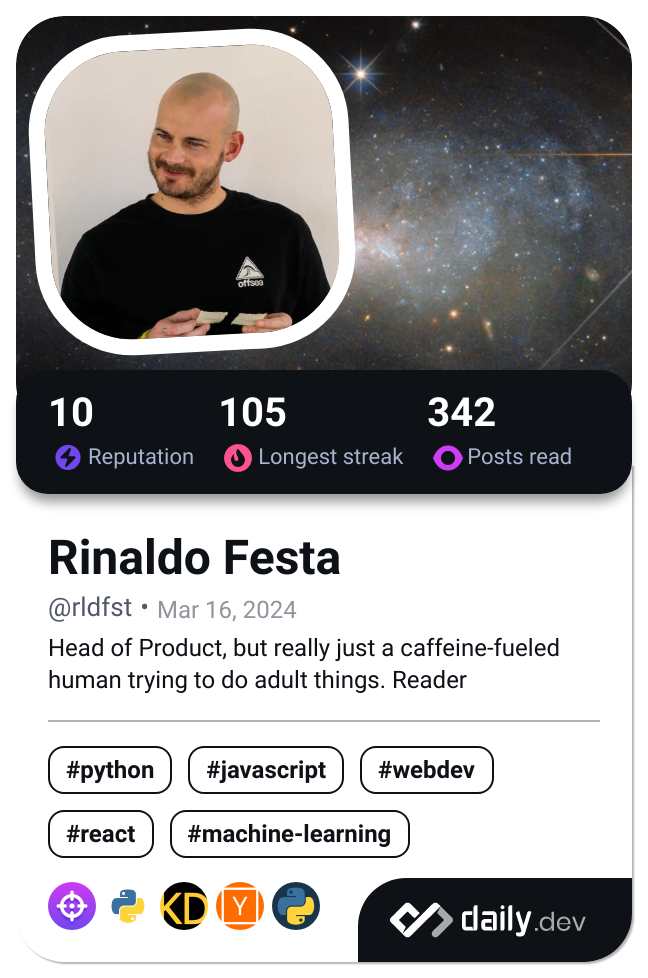 offsea
10
105
342
Reputation
Longest streak
Posts read
Rinaldo Festa
@rldfst • Mar 16, 2024
Head of Product, but really just a caffeine-fueled
human trying to do adult things. Reader
#python
#javascript
#webdev
#react
#machine-learning
KD
Y
daily.dev